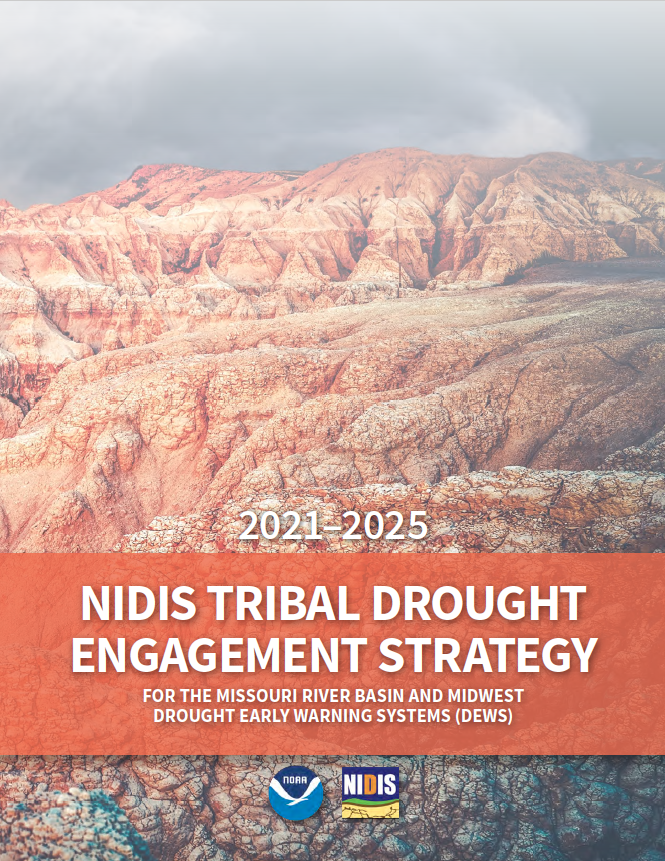 2021–2025
NIDIS TRIBAL DROUGHT
ENGAGEMENT STRATEGY
FOR THE MISSOURI RIVER BASIN AND MIDWEST
DROUGHT EARLY WARNING SYSTEMS (DEWS)
NOAA
NIDIS